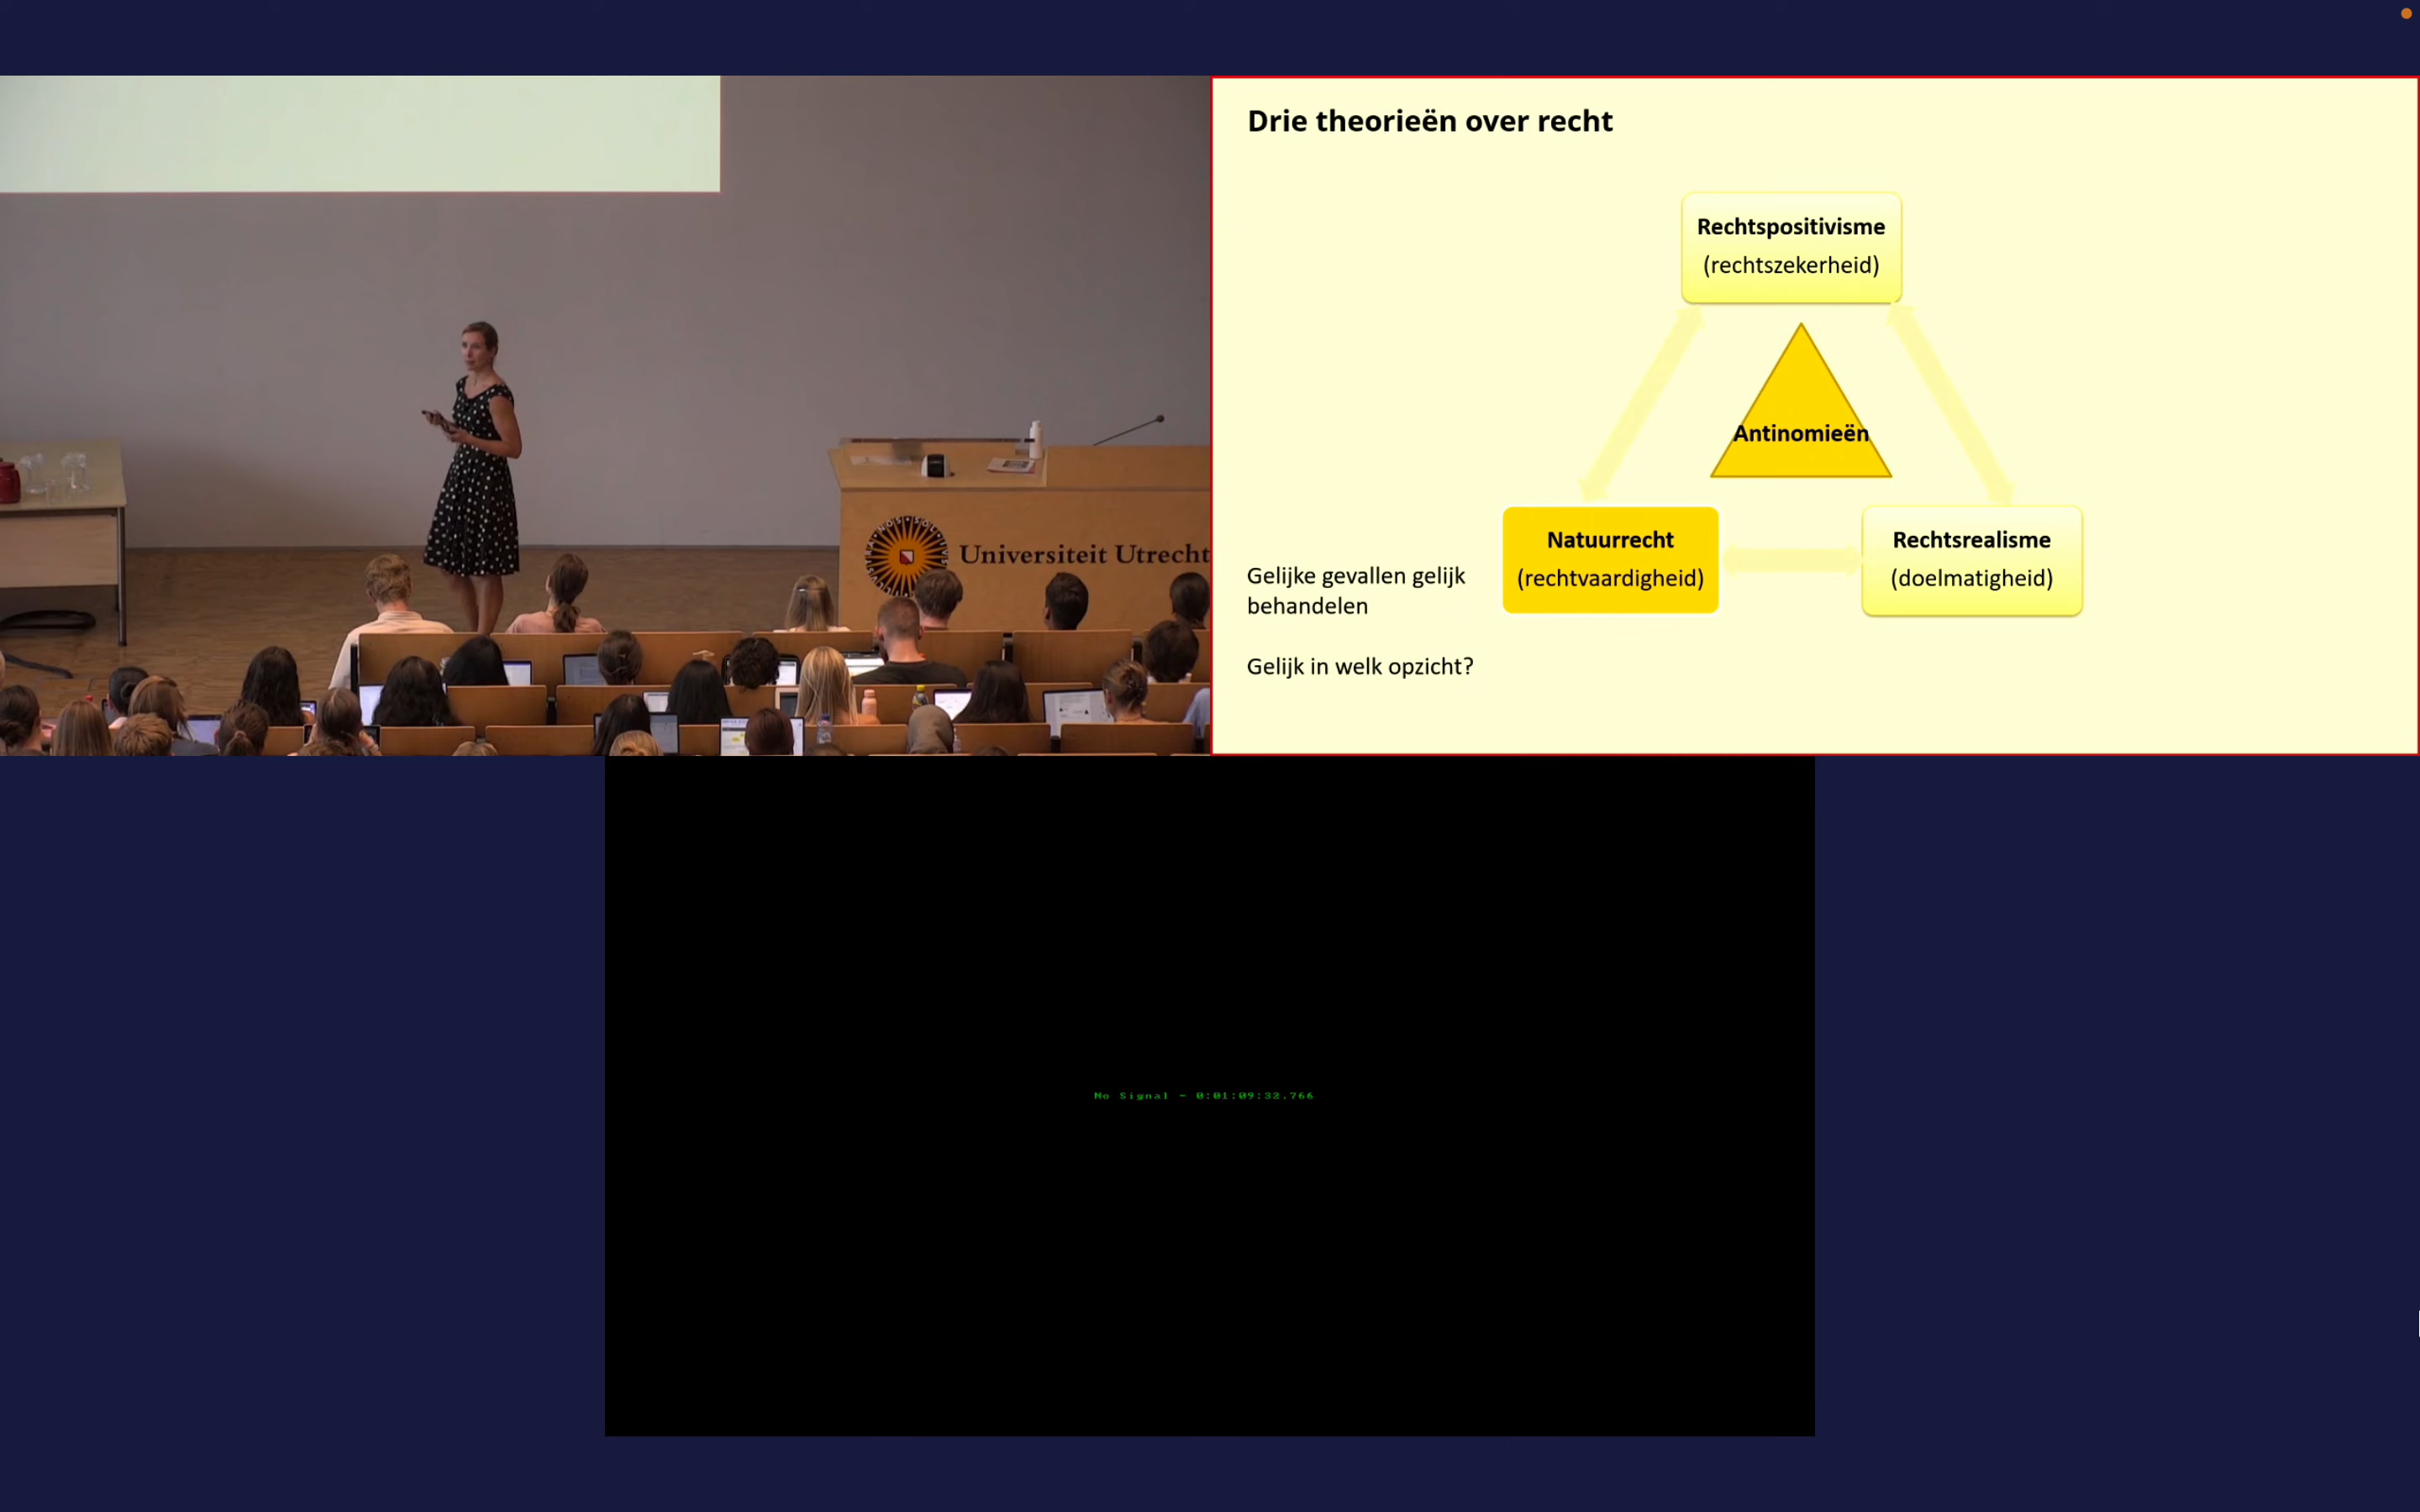 Drie theorieën over recht
Rechtspositivisme
(rechtszekerheid)
Antinomieën
Natuurrecht
(rechtvaardigheid)
Rechtsrealisme
(doelmatigheid)
Gelijke gevallen gelijk
behandelen
Gelijk in welk opzicht?
Universiteit Utrecht
No Signal - 0:01:09:32.766